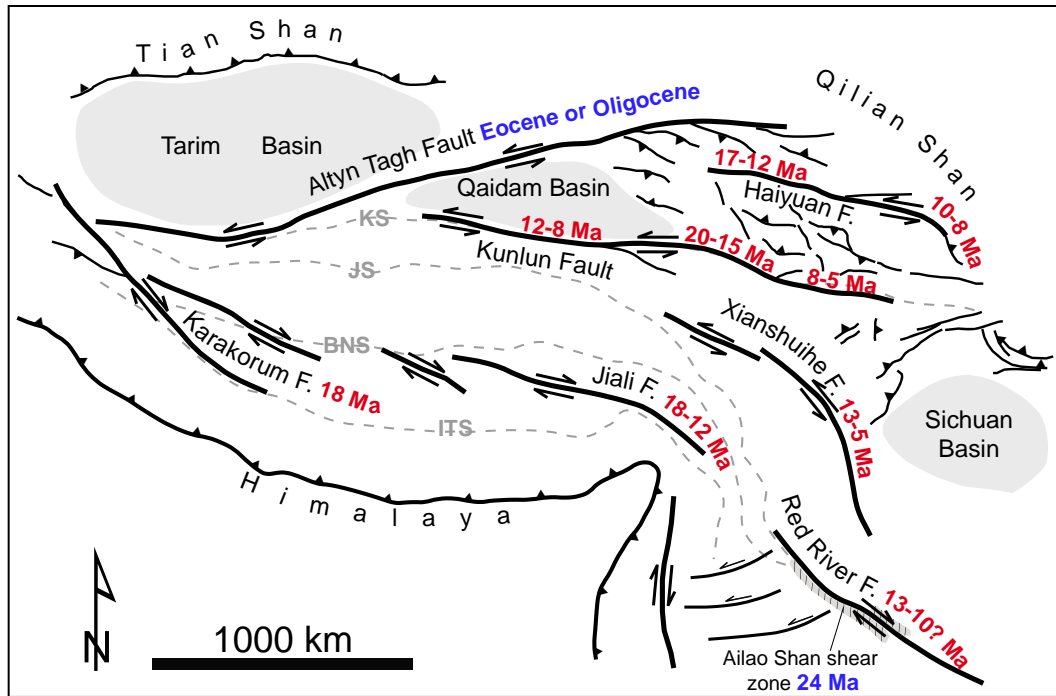 Tian Shan
Qilian Shan
Tarim Basin
Altyn Tagh Fault Eocene or Oligocene
Qaidam Basin
17-12 Ma
Haiyuan F.
10-8 Ma
KS
12-8 Ma
20-15 Ma
Kunlun Fault
8-5 Ma
JS
Xianshuihe F.
13-5 Ma
BNS
Karakorum F. 18 Ma
Jiali F.
18-12 Ma
ITS
Sichuan
Basin
Himalaya
Red River F.
13-10? Ma
N
1000 km
Ailao Shan shear
zone 24 Ma